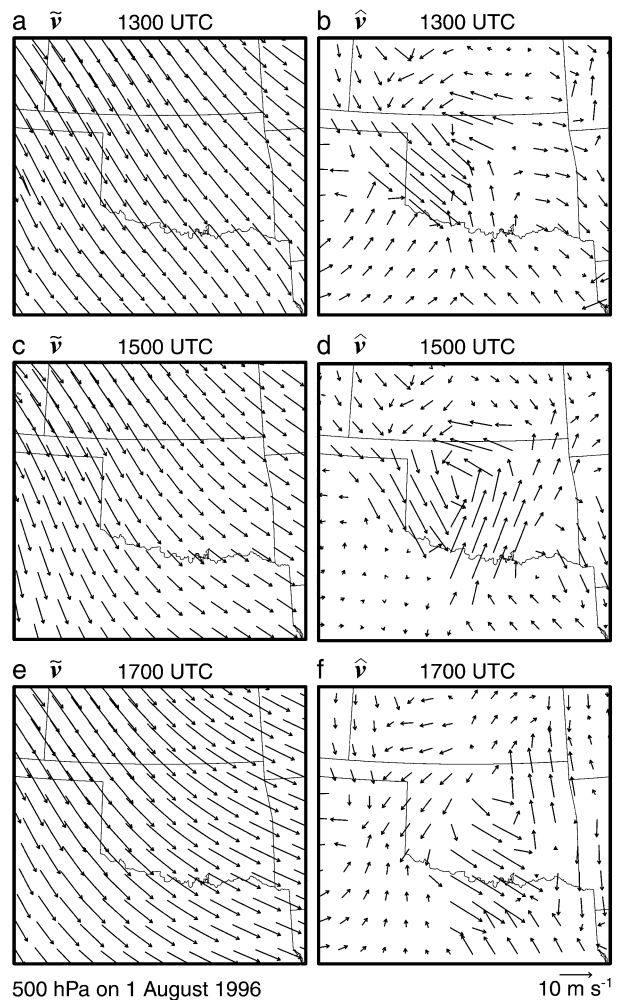 a ṽ 1300 UTC
b v̂ 1300 UTC
c ṽ 1500 UTC
d v̂ 1500 UTC
e ṽ 1700 UTC
f v̂ 1700 UTC
500 hPa on 1 August 1996
10 m s⁻¹